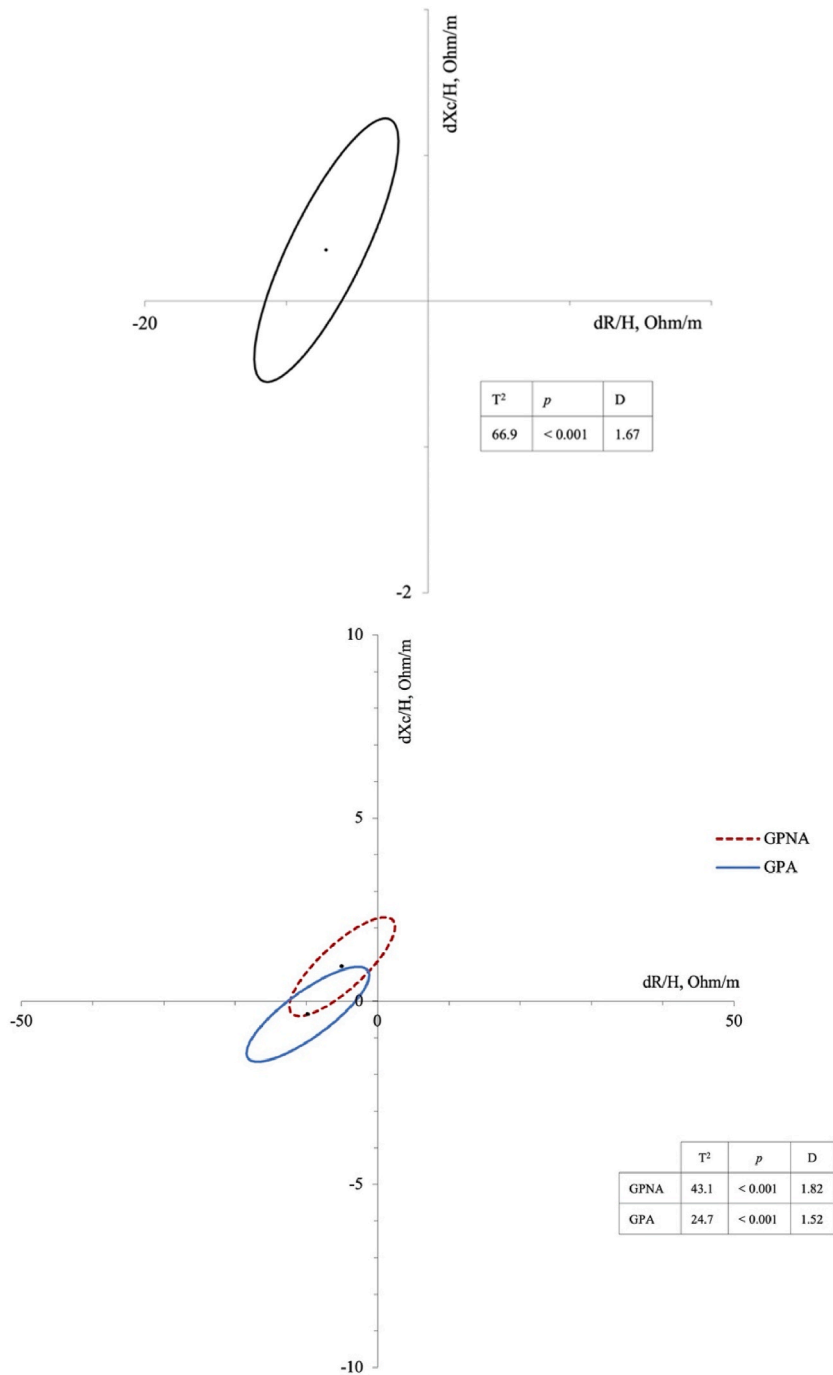 dXc/H, Ohm/m
-20
dR/H, Ohm/m
T² p D
66.9 < 0.001 1.67
-2
10
dXc/H, Ohm/m
5
GPNA
GPA
dR/H, Ohm/m
-50 0 0 50
T² p D
-5
GPNA 43.1 < 0.001 1.82
GPA 24.7 < 0.001 1.52
-10